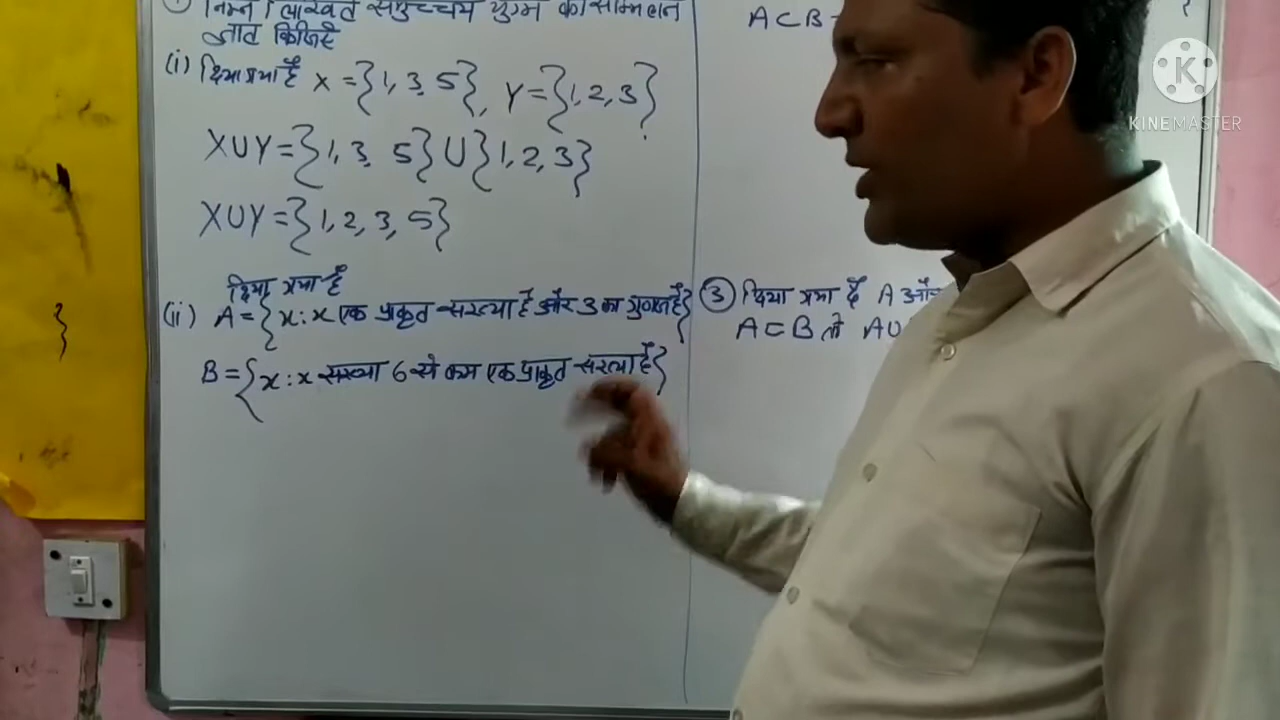 निम्न लिखित समुच्चय युग्म का सम्मिलन
ज्ञात किजिए
(i) दिया गया है X = {1, 3, 5}, Y = {1, 2, 3}
X∪Y = {1, 3, 5} ∪ {1, 2, 3}
X∪Y = {1, 2, 3, 5}
दिया गया है
(ii) A = {x : x एक प्राकृत संख्या है और 3 का गुणज है}
B = {x : x संख्या 6 से कम एक प्राकृत संख्या है}
A⊂B
③ दिया गया है A और
A⊂B तो A∪
KINEMASTER